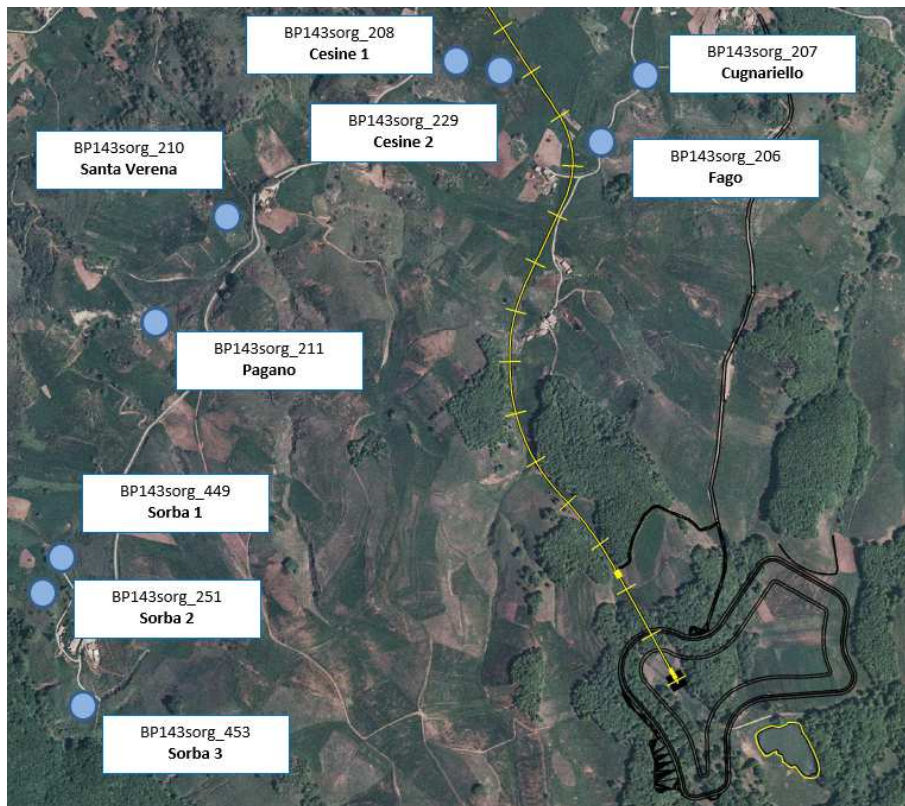 BP143sorg_208
Cesine 1
BP143sorg_207
Cugnariello
BP143sorg_229
Cesine 2
BP143sorg_210
Santa Verena
BP143sorg_206
Fago
BP143sorg_211
Pagano
BP143sorg_449
Sorba 1
BP143sorg_251
Sorba 2
BP143sorg_453
Sorba 3